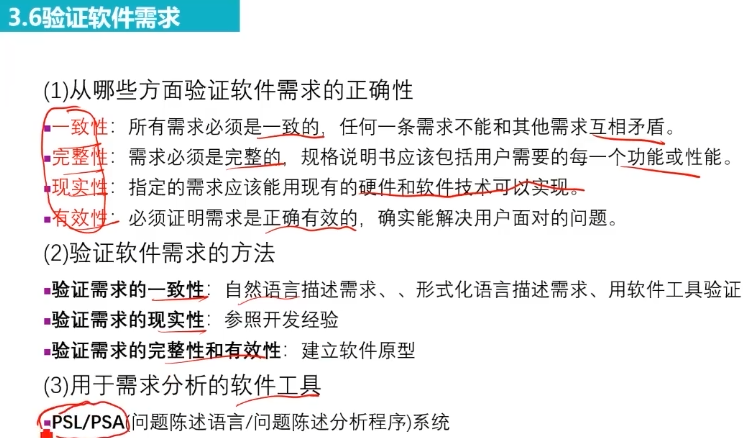 3.6验证软件需求
(1)从哪些方面验证软件需求的正确性
▪一致性：所有需求必须是一致的，任何一条需求不能和其他需求互相矛盾。
▪完整性：需求必须是完整的，规格说明书应该包括用户需要的每一个功能或性能。
▪现实性：指定的需求应该能用现有的硬件和软件技术可以实现。
▪有效性：必须证明需求是正确有效的，确实能解决用户面对的问题。
(2)验证软件需求的方法
▪验证需求的一致性：自然语言描述需求、、形式化语言描述需求、用软件工具验证
▪验证需求的现实性：参照开发经验
▪验证需求的完整性和有效性：建立软件原型
(3)用于需求分析的软件工具
▪PSL/PSA(问题陈述语言/问题陈述分析程序)系统